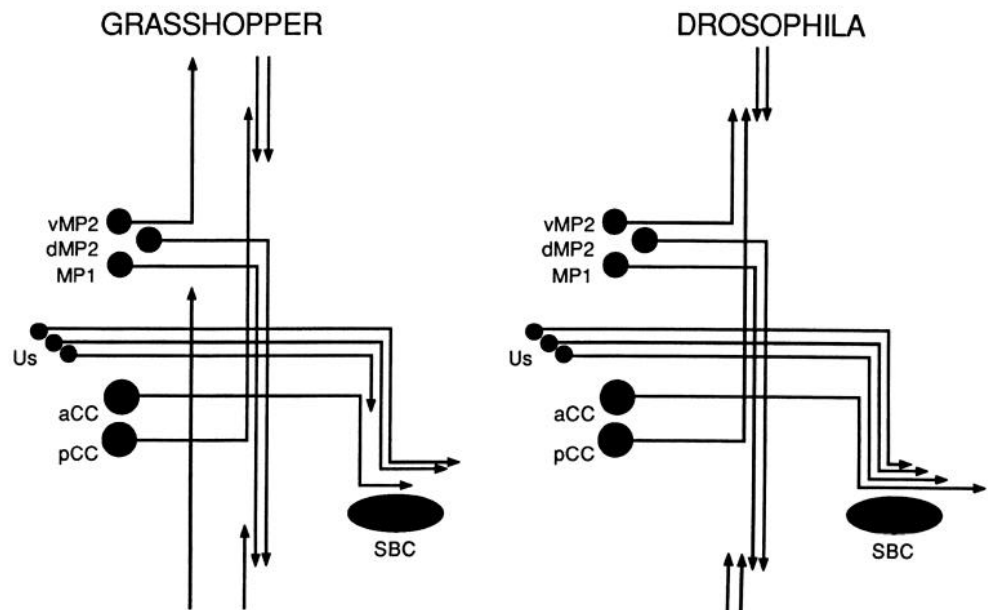 GRASSHOPPER
vMP2
dMP2
MP1
Us
aCC
pCC
SBC
DROSOPHILA
vMP2
dMP2
MP1
Us
aCC
pCC
SBC